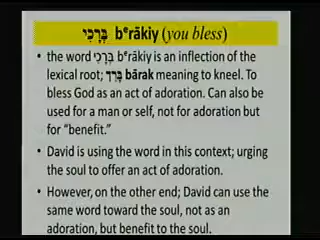 בָּרְכִּי bᵉrākiy (you bless)
• the word בָּרְכִּי bᵉrākiy is an inflection of the
lexical root; בָּרַךְ bārak meaning to kneel. To
bless God as an act of adoration. Can also be
used for a man or self, not for adoration but
for “benefit.”
• David is using the word in this context; urging
the soul to offer an act of adoration.
• However, on the other end; David can use the
same word toward the soul, not as an
adoration, but benefit to the soul.